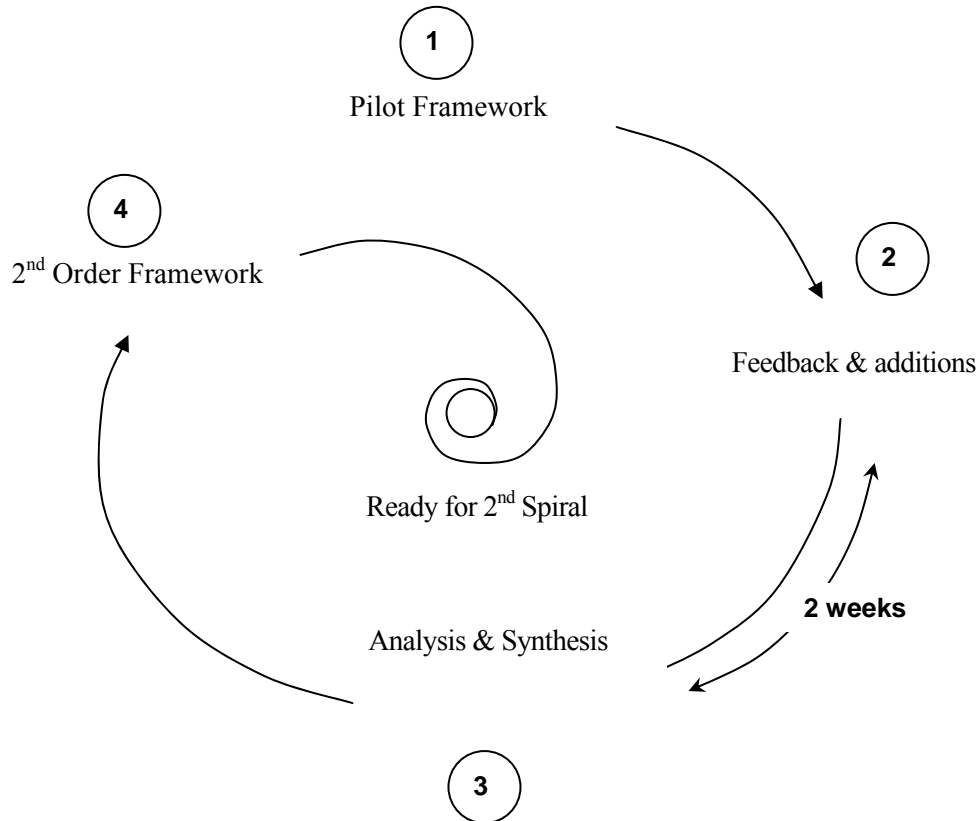 1
Pilot Framework
4
2nd Order Framework
2
Feedback & additions
Ready for 2nd Spiral
2 weeks
Analysis & Synthesis
3